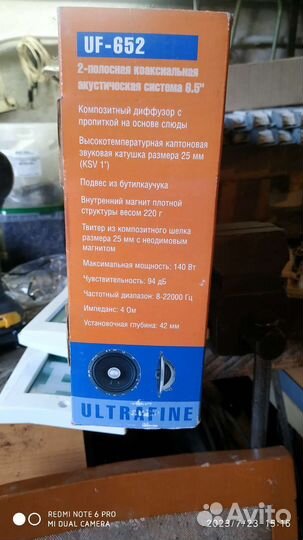 UF-652
2-полосная коаксиальная
акустическая система 6.5"
Композитный диффузор с
пропиткой на основе слюды
Высокотемпературная каптоновая
звуковая катушка размера 25 мм
(KSV 1")
Подвес из бутилкаучука
Внутренний магнит плотной
структуры весом 220 г
Твитер из композитного шелка
размера 25 мм с неодимовым
магнитом
Максимальная мощность: 140 Вт
Чувствительность: 94 дБ
Частотный диапазон: 8-22000 Гц
Импеданс: 4 Ом
Установочная глубина: 42 мм
ULTRAFINE
REDMI NOTE 6 PRO
MI DUAL CAMERA
2023/7/23 15:16
Avito